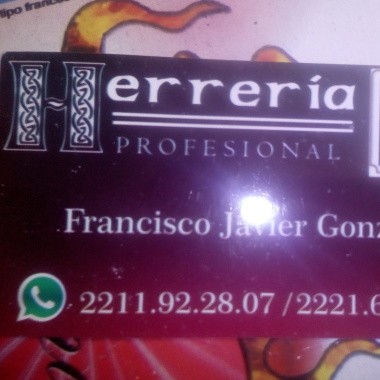 Herrería
PROFESIONAL
Francisco Javier Gonz
2211.92.28.07 / 2221.6